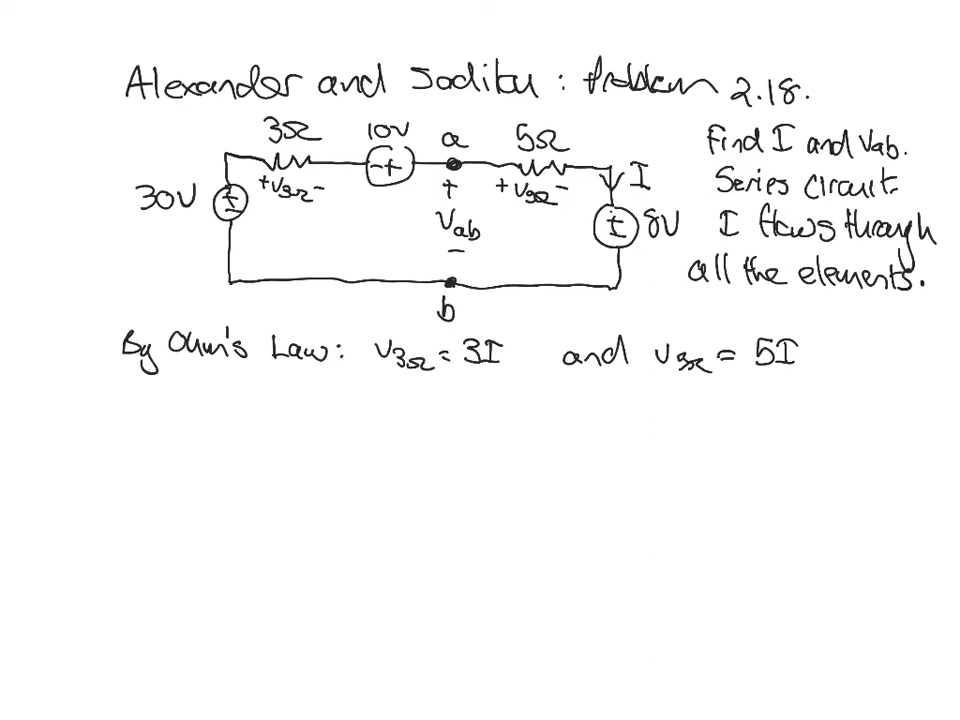 Alexander and Sadiku : Problem 2.18.
3Ω 10V a 5Ω Find I and Vab.
+V3Ω- -+ +V5Ω- I Series Circuit.
30V +- + Vab - +- 8V I flows through
all the elements.
b
By Ohm's Law: V3Ω = 3I and V5Ω = 5I